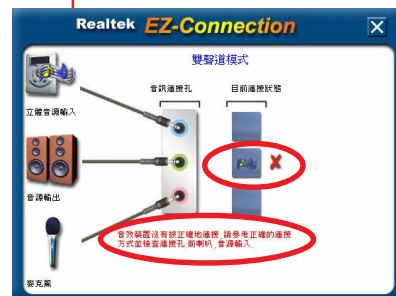 Realtek EZ-Connection
雙聲道模式
音訊連接孔
目前連接狀態
立體音源輸入
音源輸出
音效裝置沒有被正確地連接,請參考正確的連接
方式並檢查連接孔:前喇叭,音源輸入.
麥克風